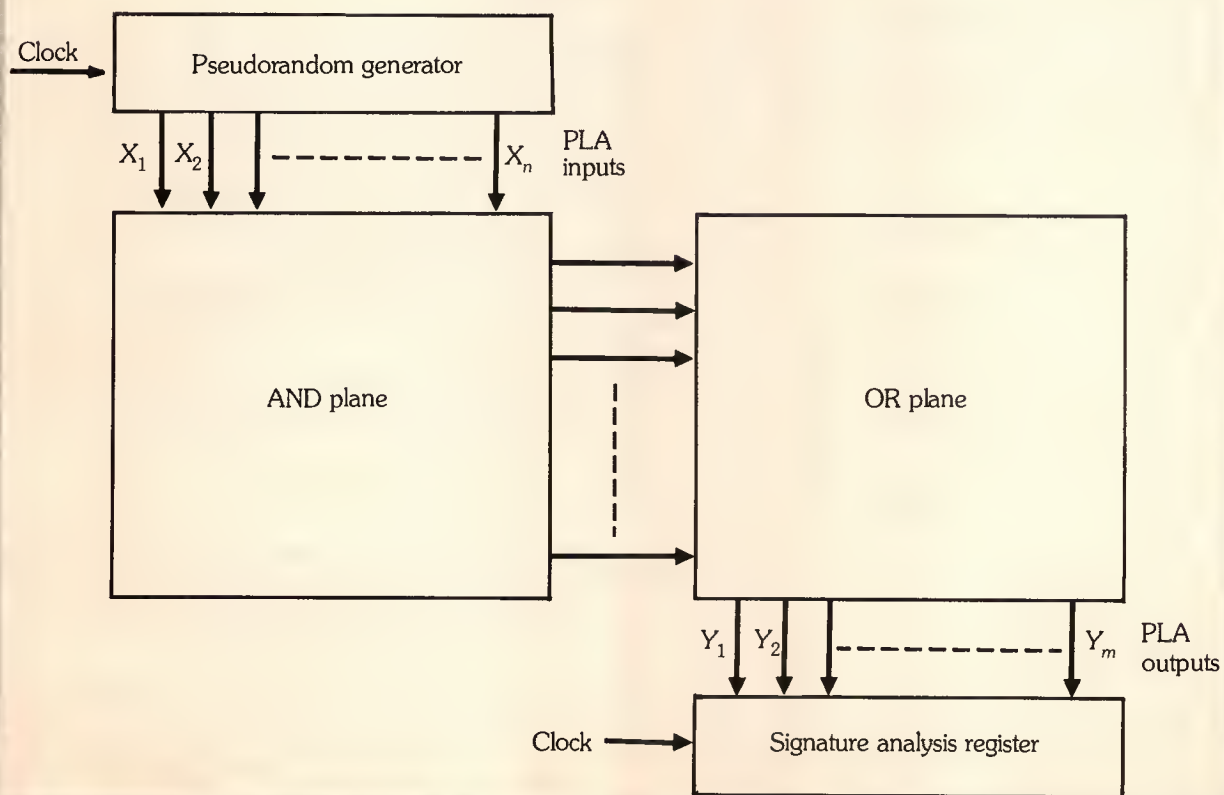 Clock
Pseudorandom generator
X1 X2 Xn PLA
inputs
AND plane
OR plane
Y1 Y2 Ym PLA
outputs
Clock
Signature analysis register